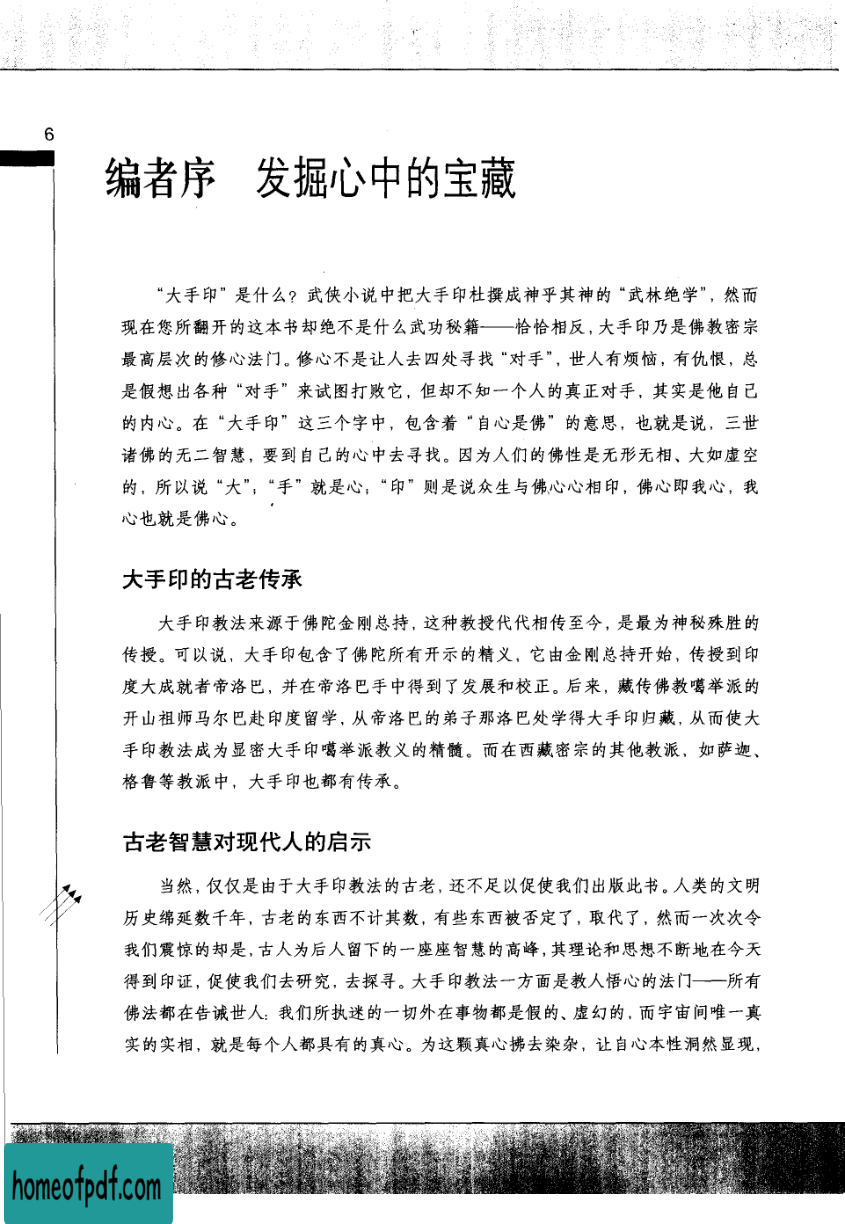 6
编者序 发掘心中的宝藏
“大手印”是什么？武侠小说中把大手印杜撰成神乎其神的“武林绝学”，然而
现在您所翻开的这本书却绝不是什么武功秘籍——恰恰相反，大手印乃是佛教密宗
最高层次的修心法门。修心不是让人去四处寻找“对手”，世人有烦恼，有仇恨，总
是假想出各种“对手”来试图打败它，但却不知一个人的真正对手，其实是他自己
的内心。在“大手印”这三个字中，包含着“自心是佛”的意思，也就是说，三世
诸佛的无二智慧，要到自己的心中去寻找。因为人们的佛性是无形无相、大如虚空
的，所以说“大”；“手”就是心；“印”则是说众生与佛心心相印，佛心即我心，我
心也就是佛心。
大手印的古老传承
大手印教法来源于佛陀金刚总持，这种教授代代相传至今，是最为神秘殊胜的
传授。可以说，大手印包含了佛陀所有开示的精义，它由金刚总持开始，传授到印
度大成就者帝洛巴，并在帝洛巴手中得到了发展和校正。后来，藏传佛教噶举派的
开山祖师马尔巴赴印度留学，从帝洛巴的弟子那洛巴处学得大手印归藏，从而使大
手印教法成为显密大手印噶举派教义的精髓。而在西藏密宗的其他教派，如萨迦、
格鲁等教派中，大手印也都有传承。
古老智慧对现代人的启示
当然，仅仅是由于大手印教法的古老，还不足以促使我们出版此书。人类的文明
历史绵延数千年，古老的东西不计其数，有些东西被否定了，取代了，然而一次次令
我们震惊的却是，古人为后人留下的一座座智慧的高峰，其理论和思想不断地在今天
得到印证，促使我们去研究，去探寻。大手印教法一方面是教人悟心的法门——所有
佛法都在告诫世人：我们所执迷的一切外在事物都是假的、虚幻的，而宇宙间唯一真
实的实相，就是每个人都具有的真心。为这颗真心拂去染杂，让自心本性洞然显现，
homeofpdf.com